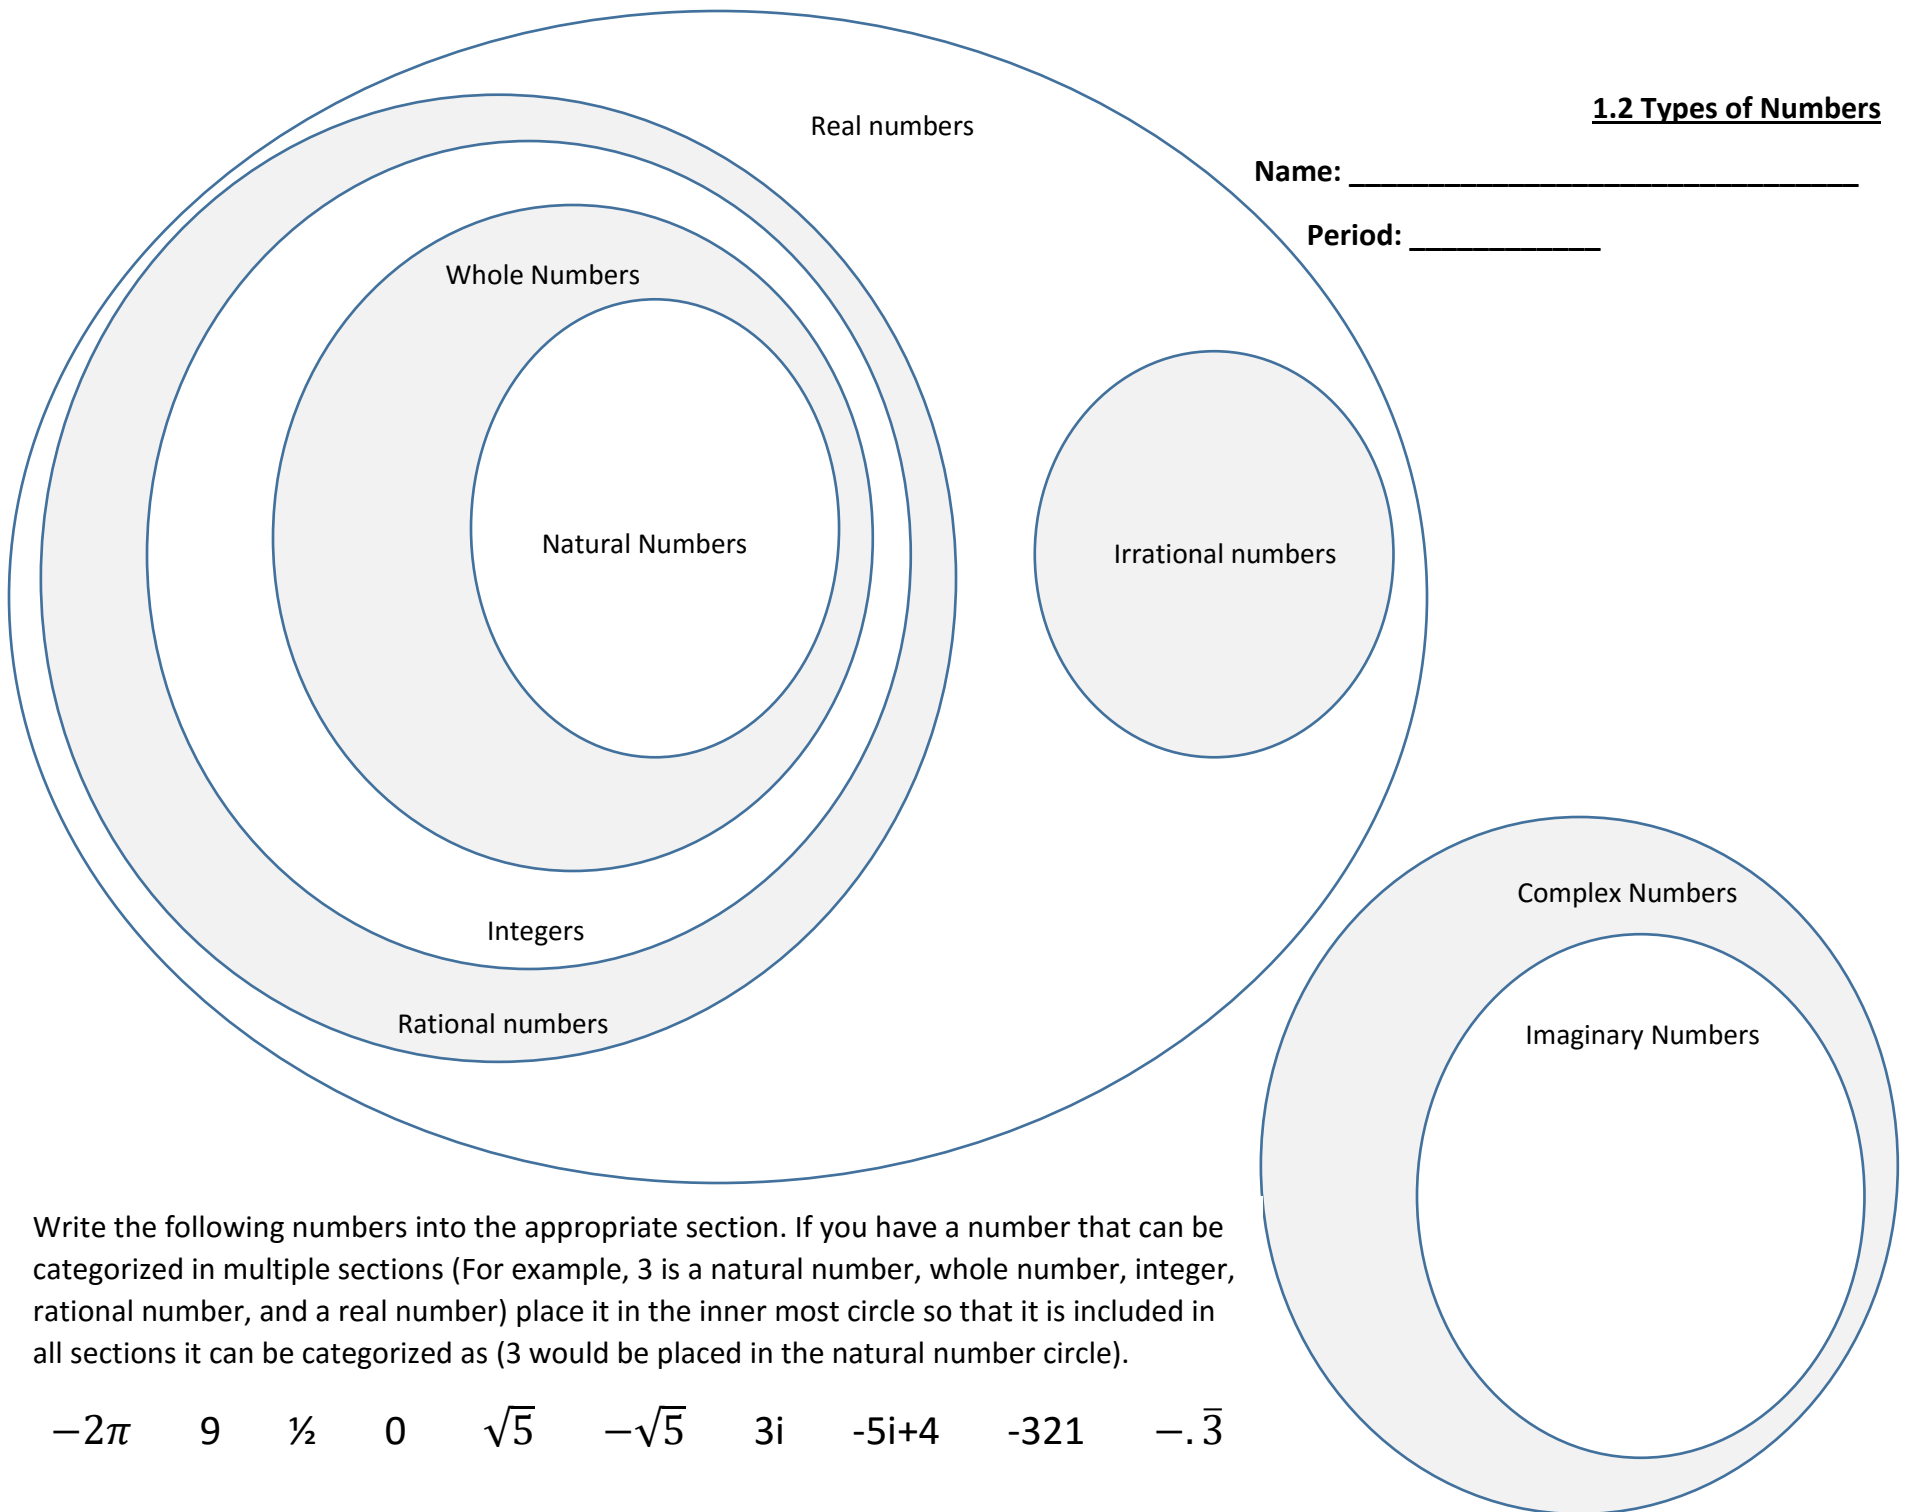 Real numbers
1.2 Types of Numbers
Name: ________________________________
Period: ____________
Whole Numbers
Natural Numbers
Irrational numbers
Complex Numbers
Integers
Rational numbers
Imaginary Numbers
Write the following numbers into the appropriate section. If you have a number that can be
categorized in multiple sections (For example, 3 is a natural number, whole number, integer,
rational number, and a real number) place it in the inner most circle so that it is included in
all sections it can be categorized as (3 would be placed in the natural number circle).
−2π 9 ½ 0 √5 −√5 3i -5i+4 -321 −.3̅